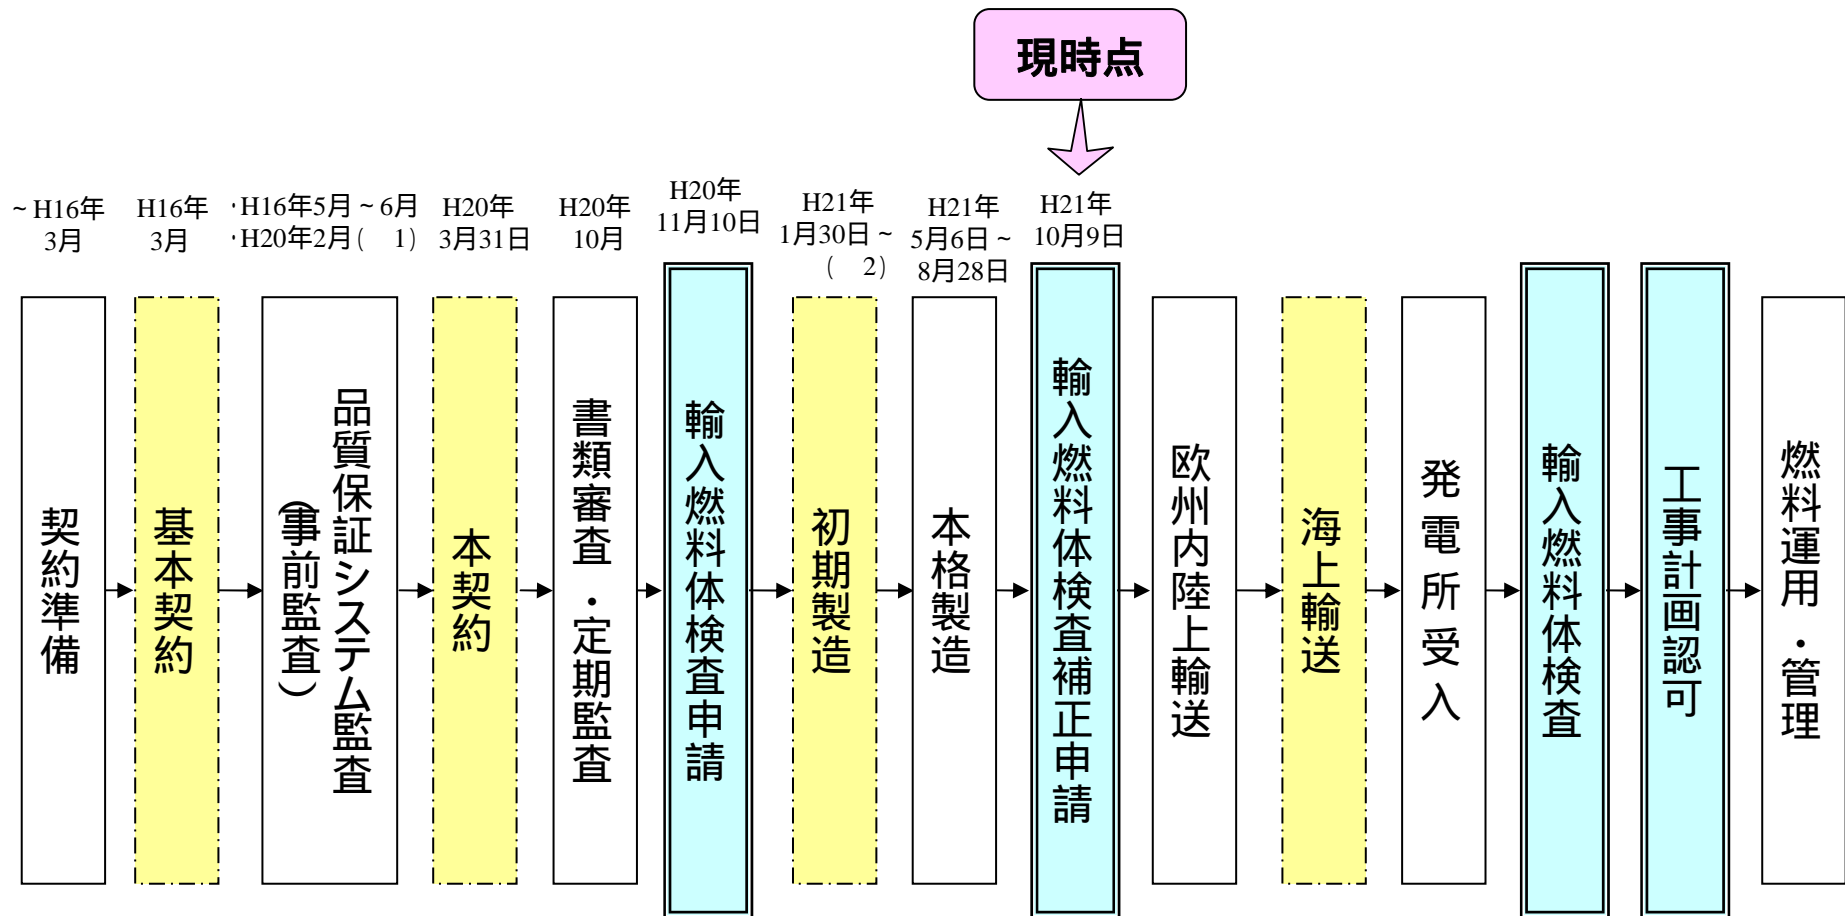 現時点
~H16年
3月
H16年
3月
・H16年5月~6月
・H20年2月(　1)
H20年
3月31日
H20年
10月
H20年
11月10日
H21年
1月30日~
(　2)
H21年
5月6日~
8月28日
H21年
10月9日
契約準備
基本契約
品質保証システム監査
(事前監査)
本契約
書類審査・定期監査
輸入燃料体検査申請
初期製造
本格製造
輸入燃料体検査補正申請
欧州内陸上輸送
海上輸送
発電所受入
輸入燃料体検査
工事計画認可
燃料運用・管理